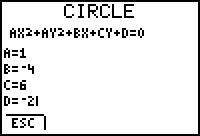 CIRCLE
AX²+AY²+BX+CY+D=0
A=1
B=-4
C=6
D=-21
ESC